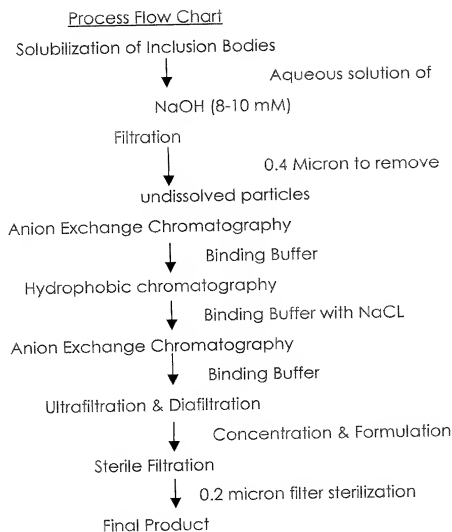 Process Flow Chart
Solubilization of Inclusion Bodies
Aqueous solution of
NaOH (8-10 mM)
Filtration
0.4 Micron to remove
undissolved particles
Anion Exchange Chromatography
Binding Buffer
Hydrophobic chromatography
Binding Buffer with NaCL
Anion Exchange Chromatography
Binding Buffer
Ultrafiltration & Diafiltration
Concentration & Formulation
Sterile Filtration
0.2 micron filter sterilization
Final Product